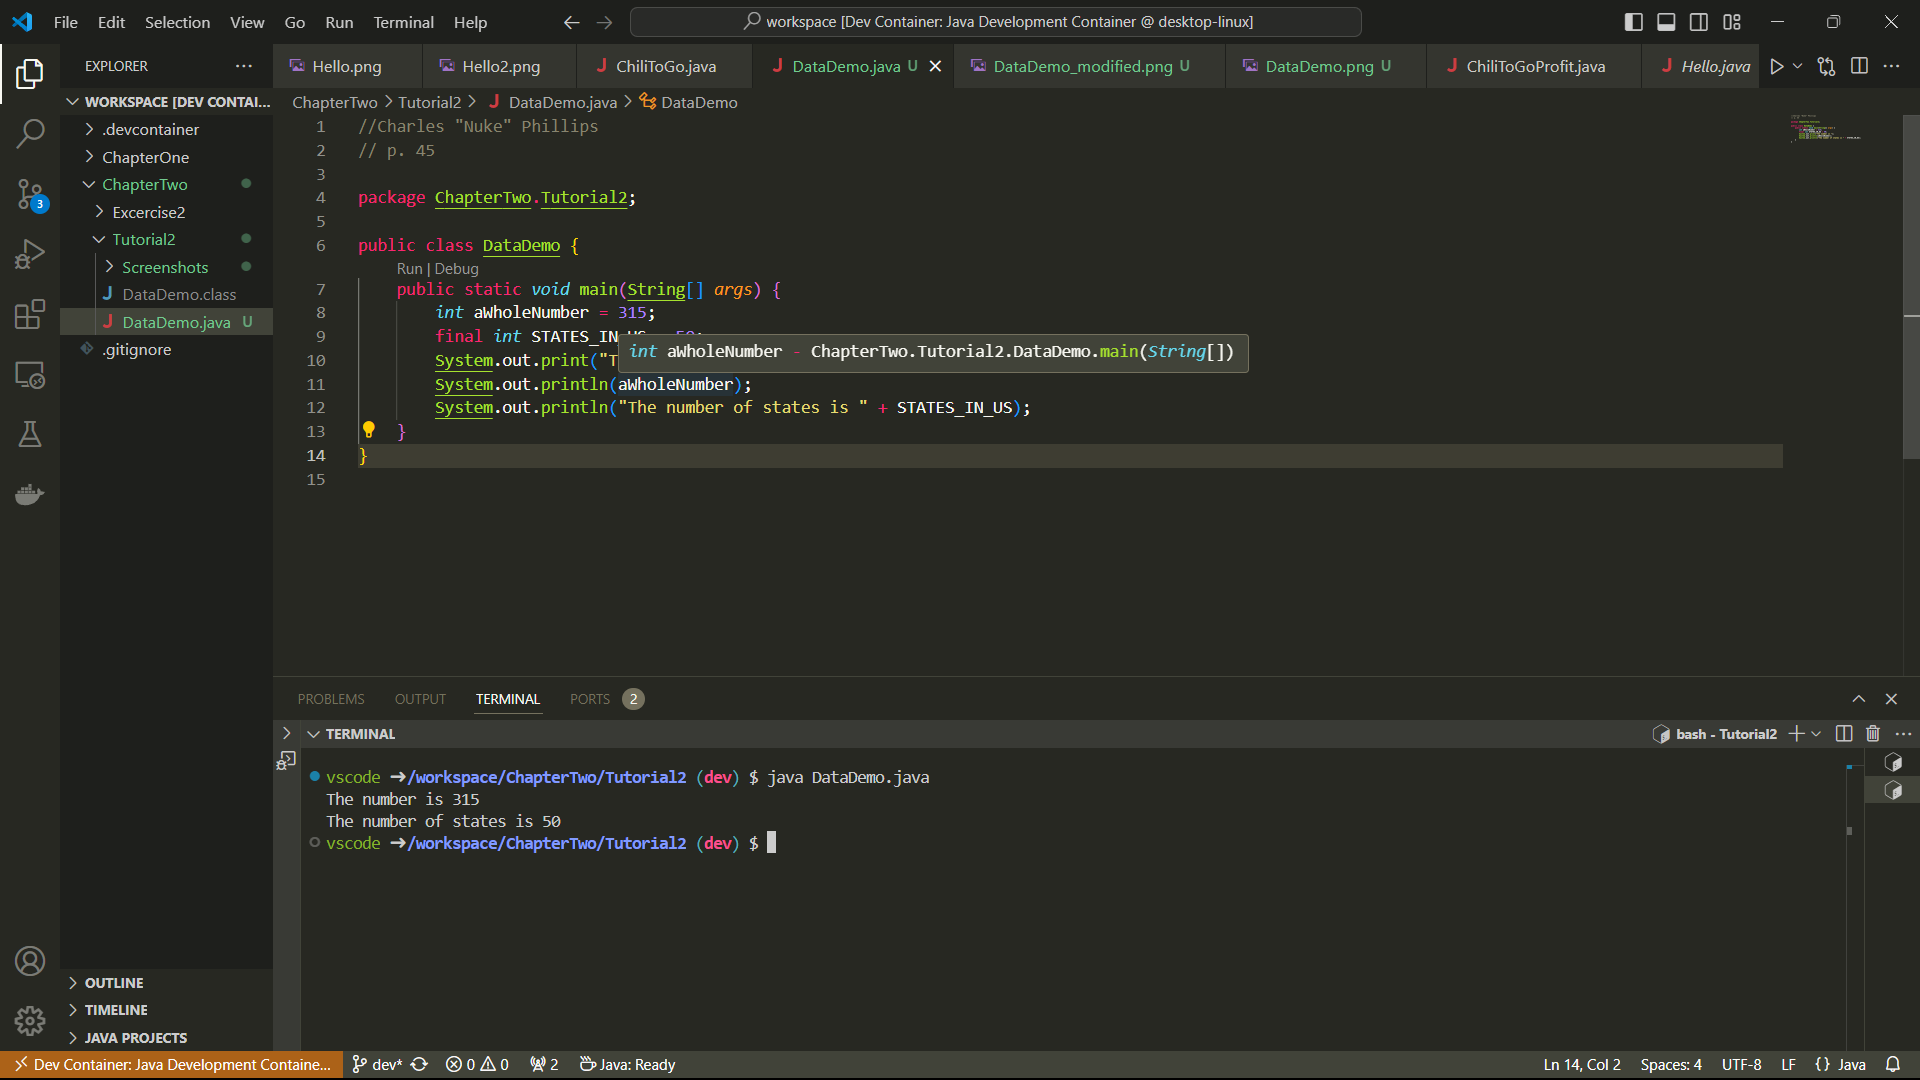 File Edit Selection View Go Run Terminal Help
workspace [Dev Container: Java Development Container @ desktop-linux]
EXPLORER
Hello.png
Hello2.png
J ChiliToGo.java
J DataDemo.java U
DataDemo_modified.png U
DataDemo.png U
J ChiliToGoProfit.java
J Hello.java
WORKSPACE [DEV CONTAI...
.devcontainer
ChapterOne
ChapterTwo
Excercise2
Tutorial2
Screenshots
J DataDemo.class
J DataDemo.java U
.gitignore
3
OUTLINE
TIMELINE
JAVA PROJECTS
ChapterTwo > Tutorial2 > J DataDemo.java > DataDemo
1 //Charles "Nuke" Phillips
2 // p. 45
3
4 package ChapterTwo.Tutorial2;
5
6 public class DataDemo {
Run | Debug
7 public static void main(String[] args) {
8 int aWholeNumber = 315;
9 final int STATES_IN_US = 50;
int aWholeNumber - ChapterTwo.Tutorial2.DataDemo.main(String[])
10 System.out.print("T
11 System.out.println(aWholeNumber);
12 System.out.println("The number of states is " + STATES_IN_US);
13 }
14 }
15
PROBLEMS OUTPUT TERMINAL PORTS 2
TERMINAL
bash - Tutorial2
vscode ➜/workspace/ChapterTwo/Tutorial2 (dev) $ java DataDemo.java
The number is 315
The number of states is 50
vscode ➜/workspace/ChapterTwo/Tutorial2 (dev) $
Dev Container: Java Development Containe... dev* 0 0 2 Java: Ready
Ln 14, Col 2 Spaces: 4 UTF-8 LF {} Java